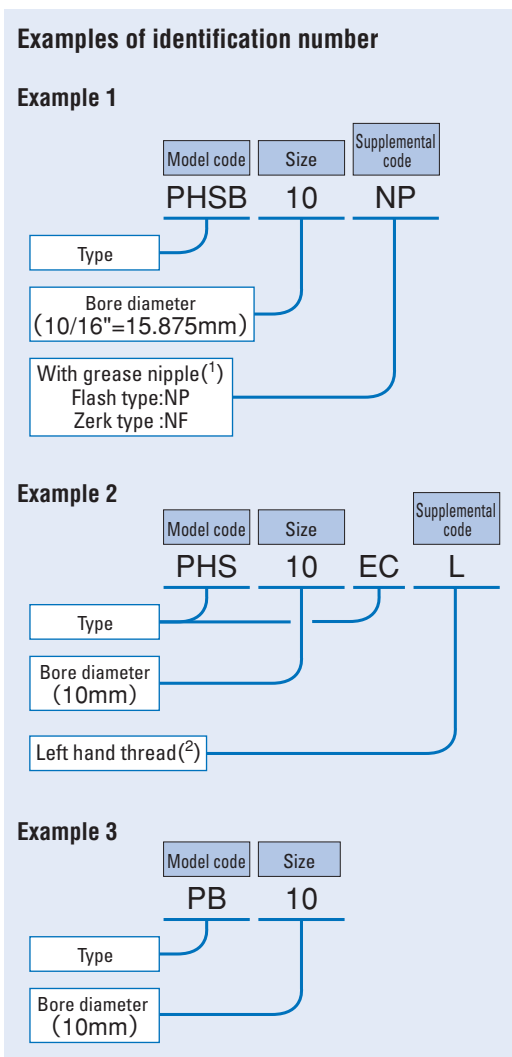 Examples of identification number
Example 1
Model code Size Supplemental code
PHSB 10 NP
Type
Bore diameter
(10/16"=15.875mm)
With grease nipple(1)
Flash type:NP
Zerk type :NF
Example 2
Model code Size Supplemental code
PHS 10 EC L
Type
Bore diameter
(10mm)
Left hand thread(2)
Example 3
Model code Size
PB 10
Type
Bore diameter
(10mm)